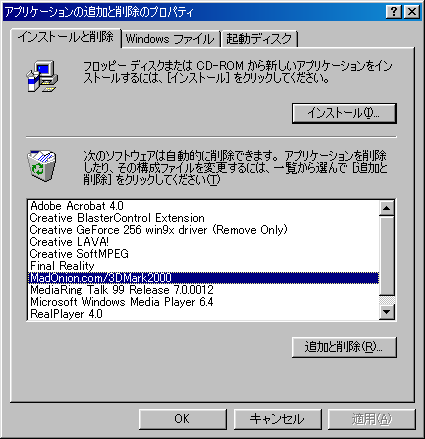 アプリケーションの追加と削除のプロパティ
インストールと削除 Windows ファイル 起動ディスク
フロッピー ディスクまたは CD-ROM から新しいアプリケーションをイン
ストールするには、[インストール] をクリックしてください。
インストール(I)...
次のソフトウェアは自動的に削除できます。アプリケーションを削除
したり、その構成ファイルを変更するには、一覧から選んで [追加と
削除] をクリックしてください(T)
Adobe Acrobat 4.0
Creative BlasterControl Extension
Creative GeForce 256 win9x driver (Remove Only)
Creative LAVA!
Creative SoftMPEG
Final Reality
MadOnion.com/3DMark2000
MediaRing Talk 99 Release 7.0.0012
Microsoft Windows Media Player 6.4
RealPlayer 4.0
追加と削除(R)...
OK キャンセル 適用(A)